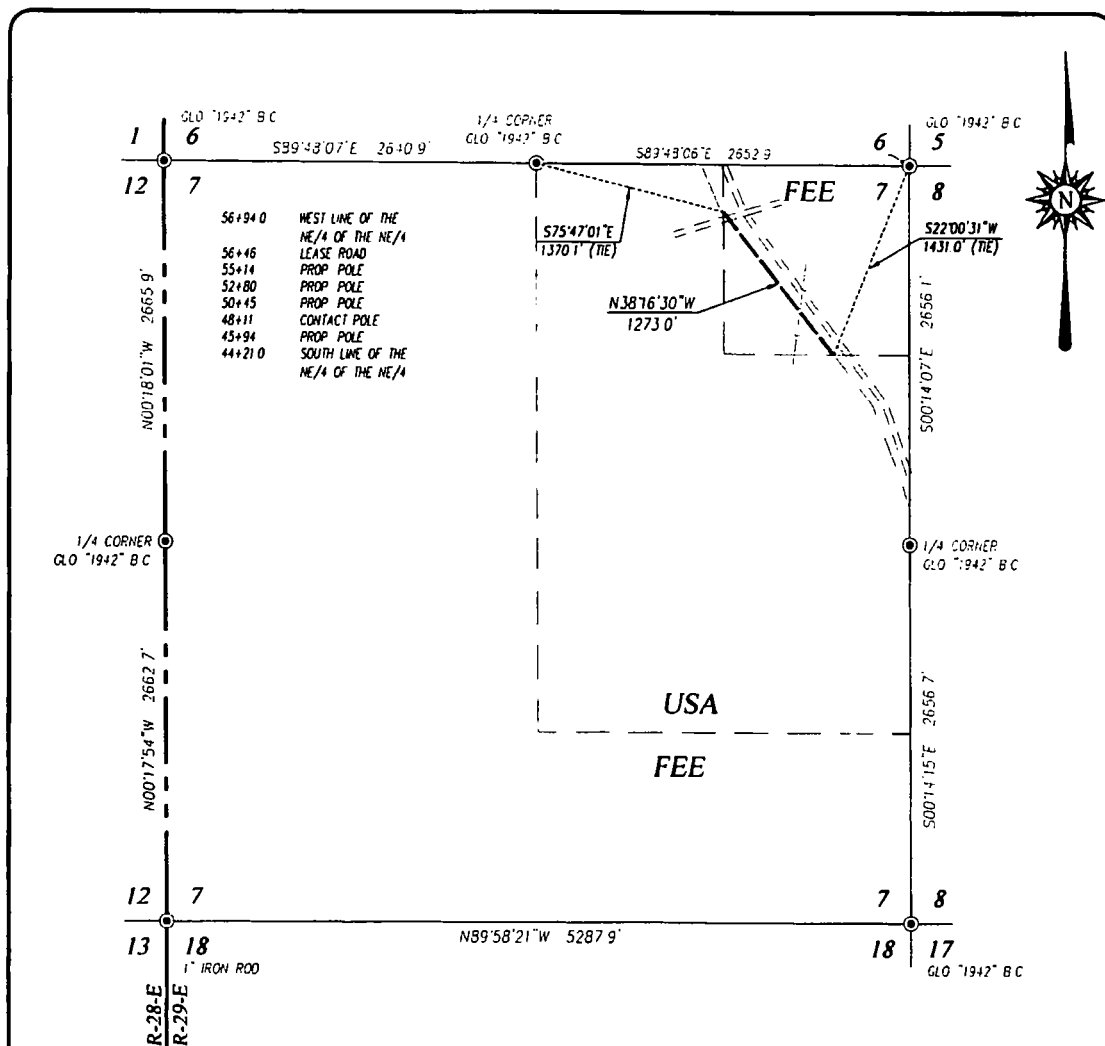 GLO "1942" B C
1 6
12 7
S89°48'07"E 2640 9'
1/4 CORNER
GLO "1942" B C
S89°48'06"E 2652 9
GLO "1942" B C
6 5
7 8
FEE
N
56+94 0 WEST LINE OF THE
NE/4 OF THE NE/4
56+46 LEASE ROAD
55+14 PROP POLE
52+80 PROP POLE
50+45 PROP POLE
48+11 CONTACT POLE
45+94 PROP POLE
44+21 0 SOUTH LINE OF THE
NE/4 OF THE NE/4
S75°47'01"E
1370 1' (TIE)
S22°00'31"W
1431.0' (TIE)
N38°16'30"W
1273 0'
N00°18'01"W 2665 9'
S00°14'07"E 2656 1'
1/4 CORNER
GLO "1942" B C
1/4 CORNER
GLO "1942" B C
N00°17'54"W 2662 7'
S00°14'15"E 2656 7'
USA
FEE
12 7
13 18
1" IRON ROD
N89°58'21"W 5287 9'
7 8
18 17
GLO "1942" B C
R-28-E
R-29-E